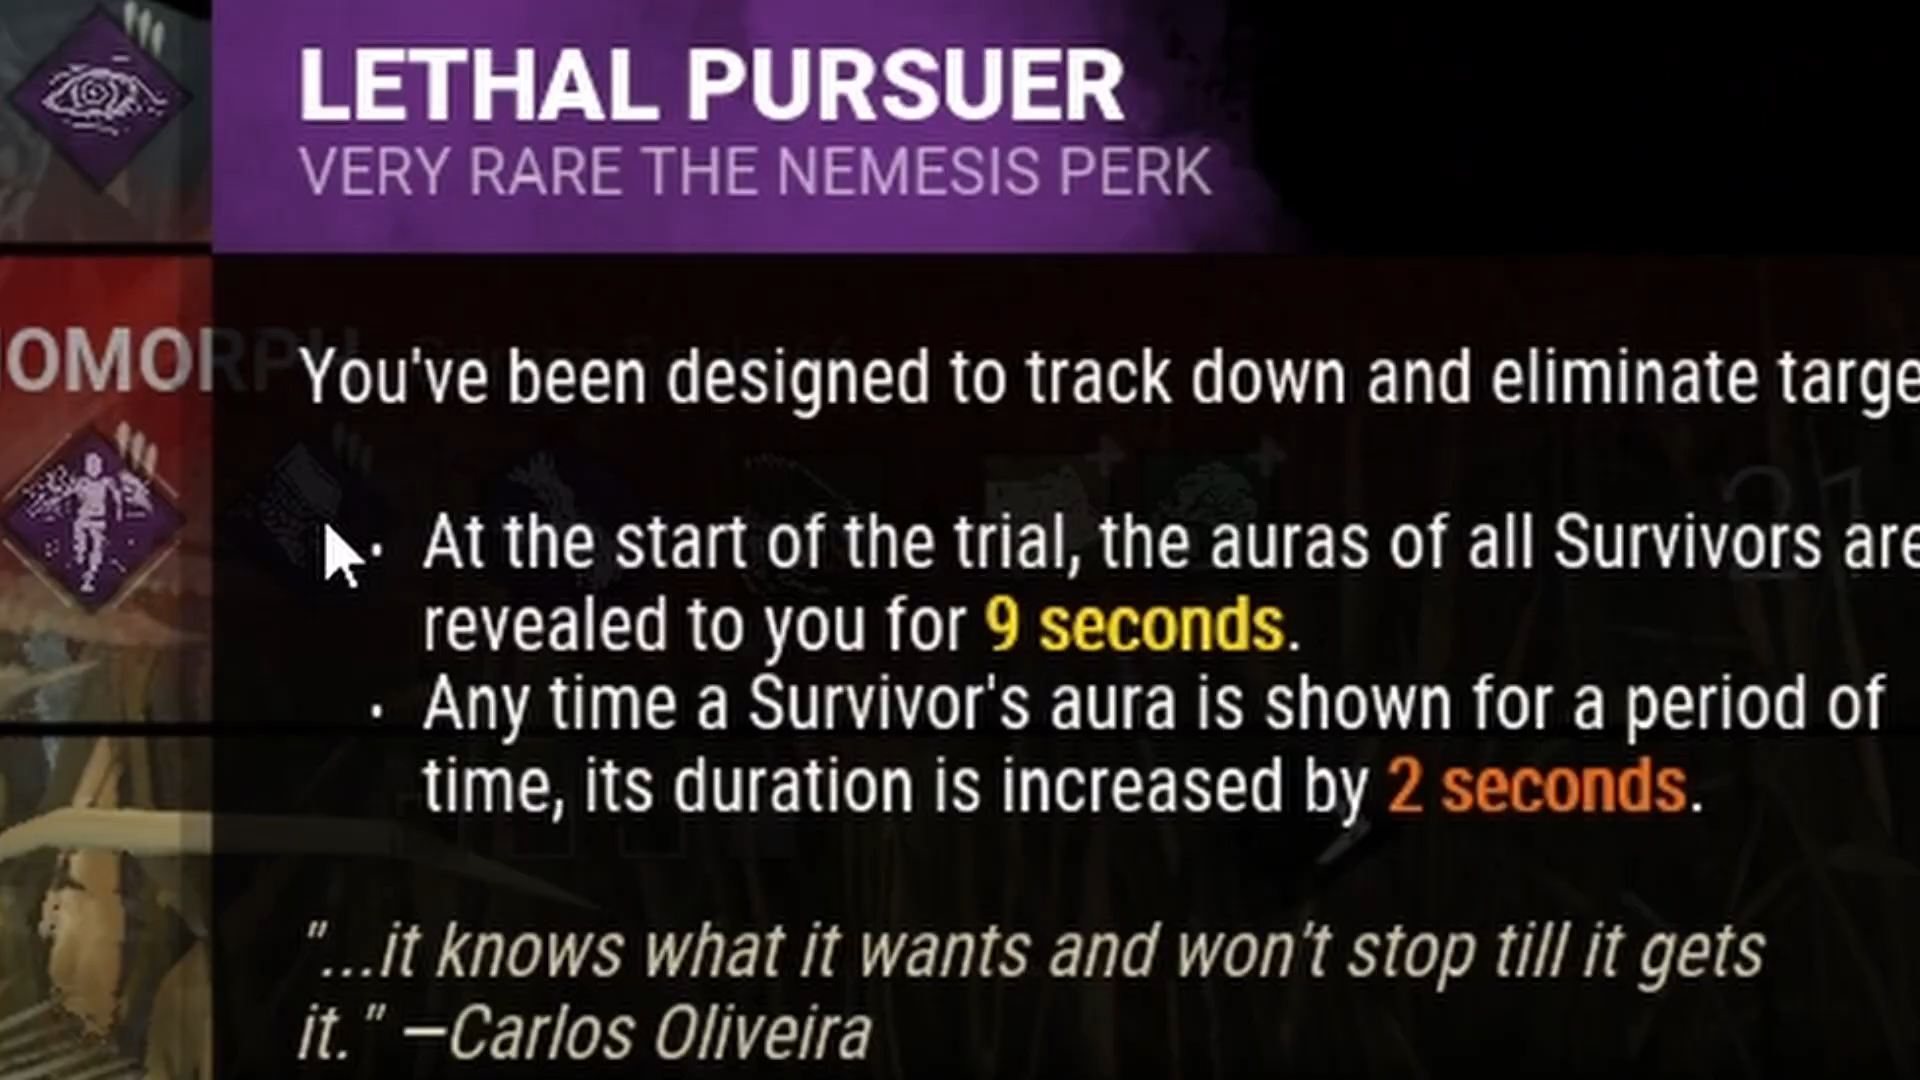 LETHAL PURSUER
VERY RARE THE NEMESIS PERK
OMORPH
You've been designed to track down and eliminate targe
At the start of the trial, the auras of all Survivors are
revealed to you for 9 seconds.
Any time a Survivor's aura is shown for a period of
time, its duration is increased by 2 seconds.
"...it knows what it wants and won't stop till it gets
it." —Carlos Oliveira